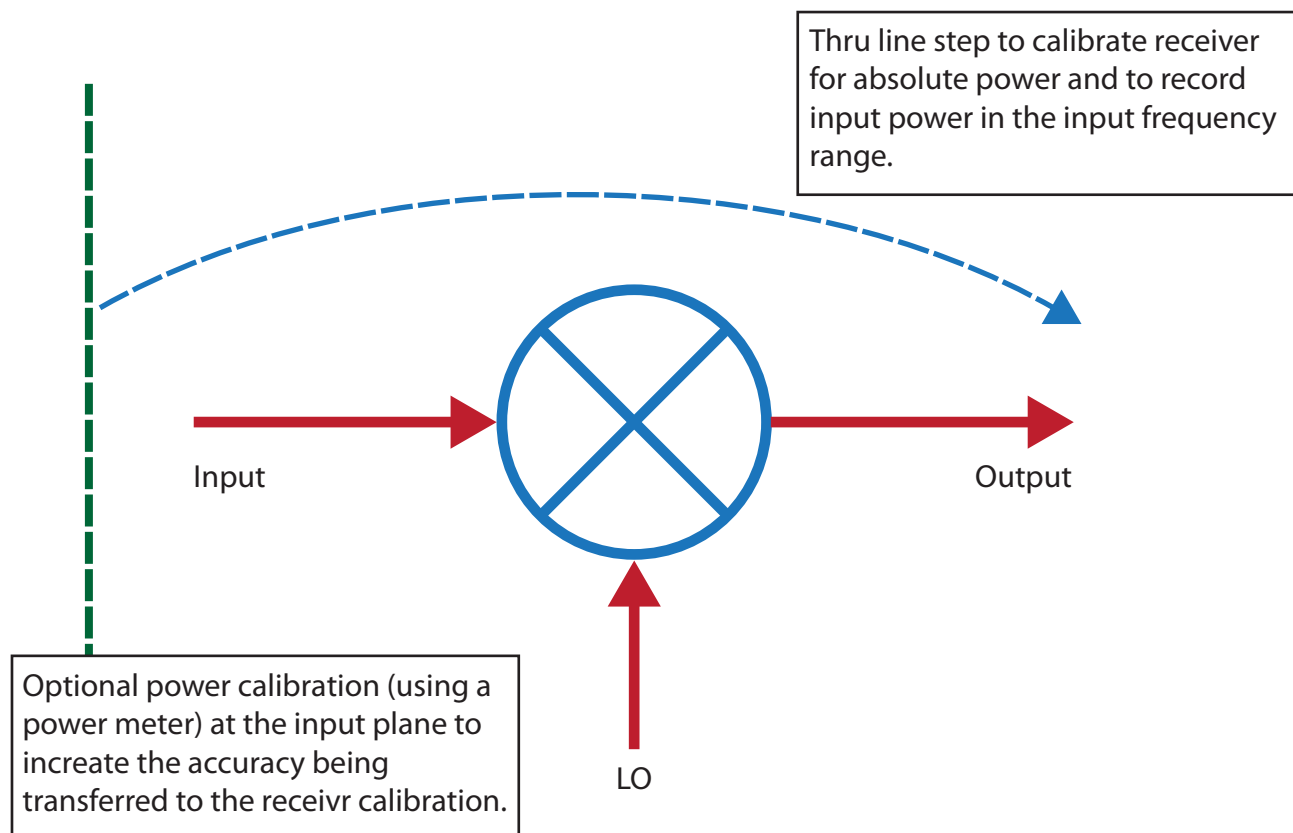 Thru line step to calibrate receiver
for absolute power and to record
input power in the input frequency
range.
Input
Output
Optional power calibration (using a
power meter) at the input plane to
increate the accuracy being
transferred to the receivr calibration.
LO